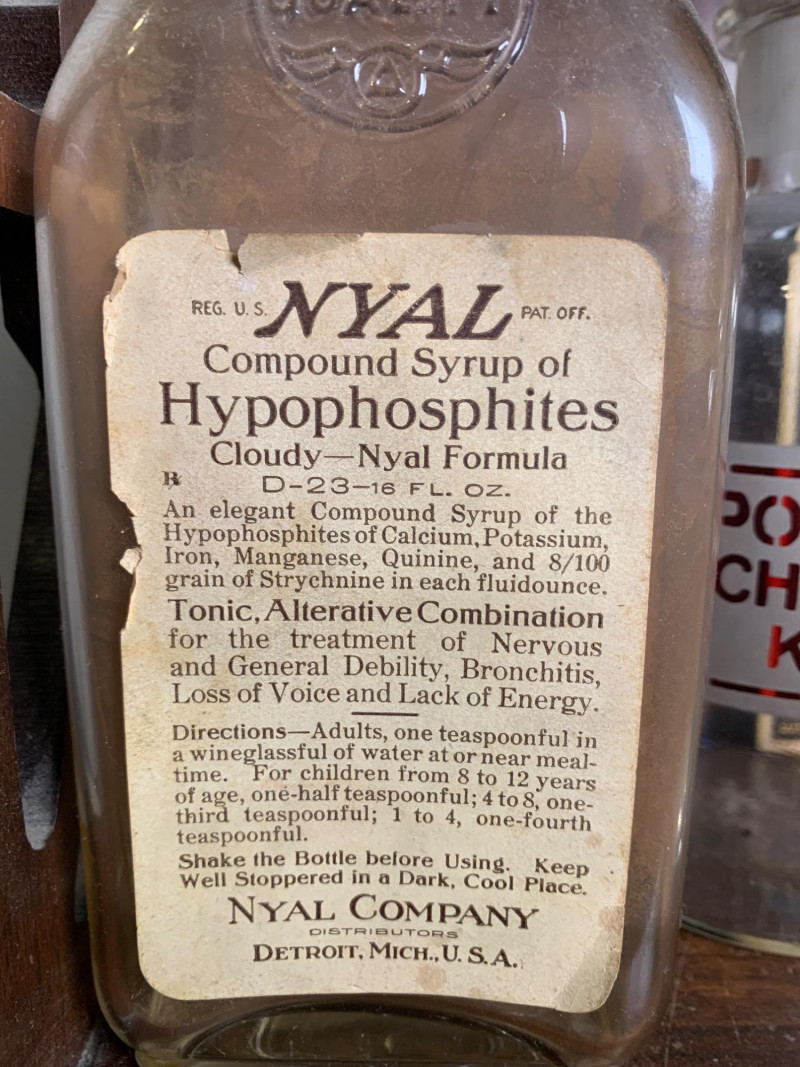 QUALITY
REG. U. S. NYAL PAT. OFF.
Compound Syrup of
Hypophosphites
Cloudy—Nyal Formula
℞ D-23-16 FL. OZ.
An elegant Compound Syrup of the
Hypophosphites of Calcium, Potassium,
Iron, Manganese, Quinine, and 8/100
grain of Strychnine in each fluidounce.
Tonic, Alterative Combination
for the treatment of Nervous
and General Debility, Bronchitis,
Loss of Voice and Lack of Energy.
Directions—Adults, one teaspoonful in
a wineglassful of water at or near meal-
time. For children from 8 to 12 years
of age, one-half teaspoonful; 4 to 8, one-
third teaspoonful; 1 to 4, one-fourth
teaspoonful.
Shake the Bottle before Using. Keep
Well Stoppered in a Dark, Cool Place.
NYAL COMPANY
DISTRIBUTORS
DETROIT, MICH., U. S. A.
PO
CH
K